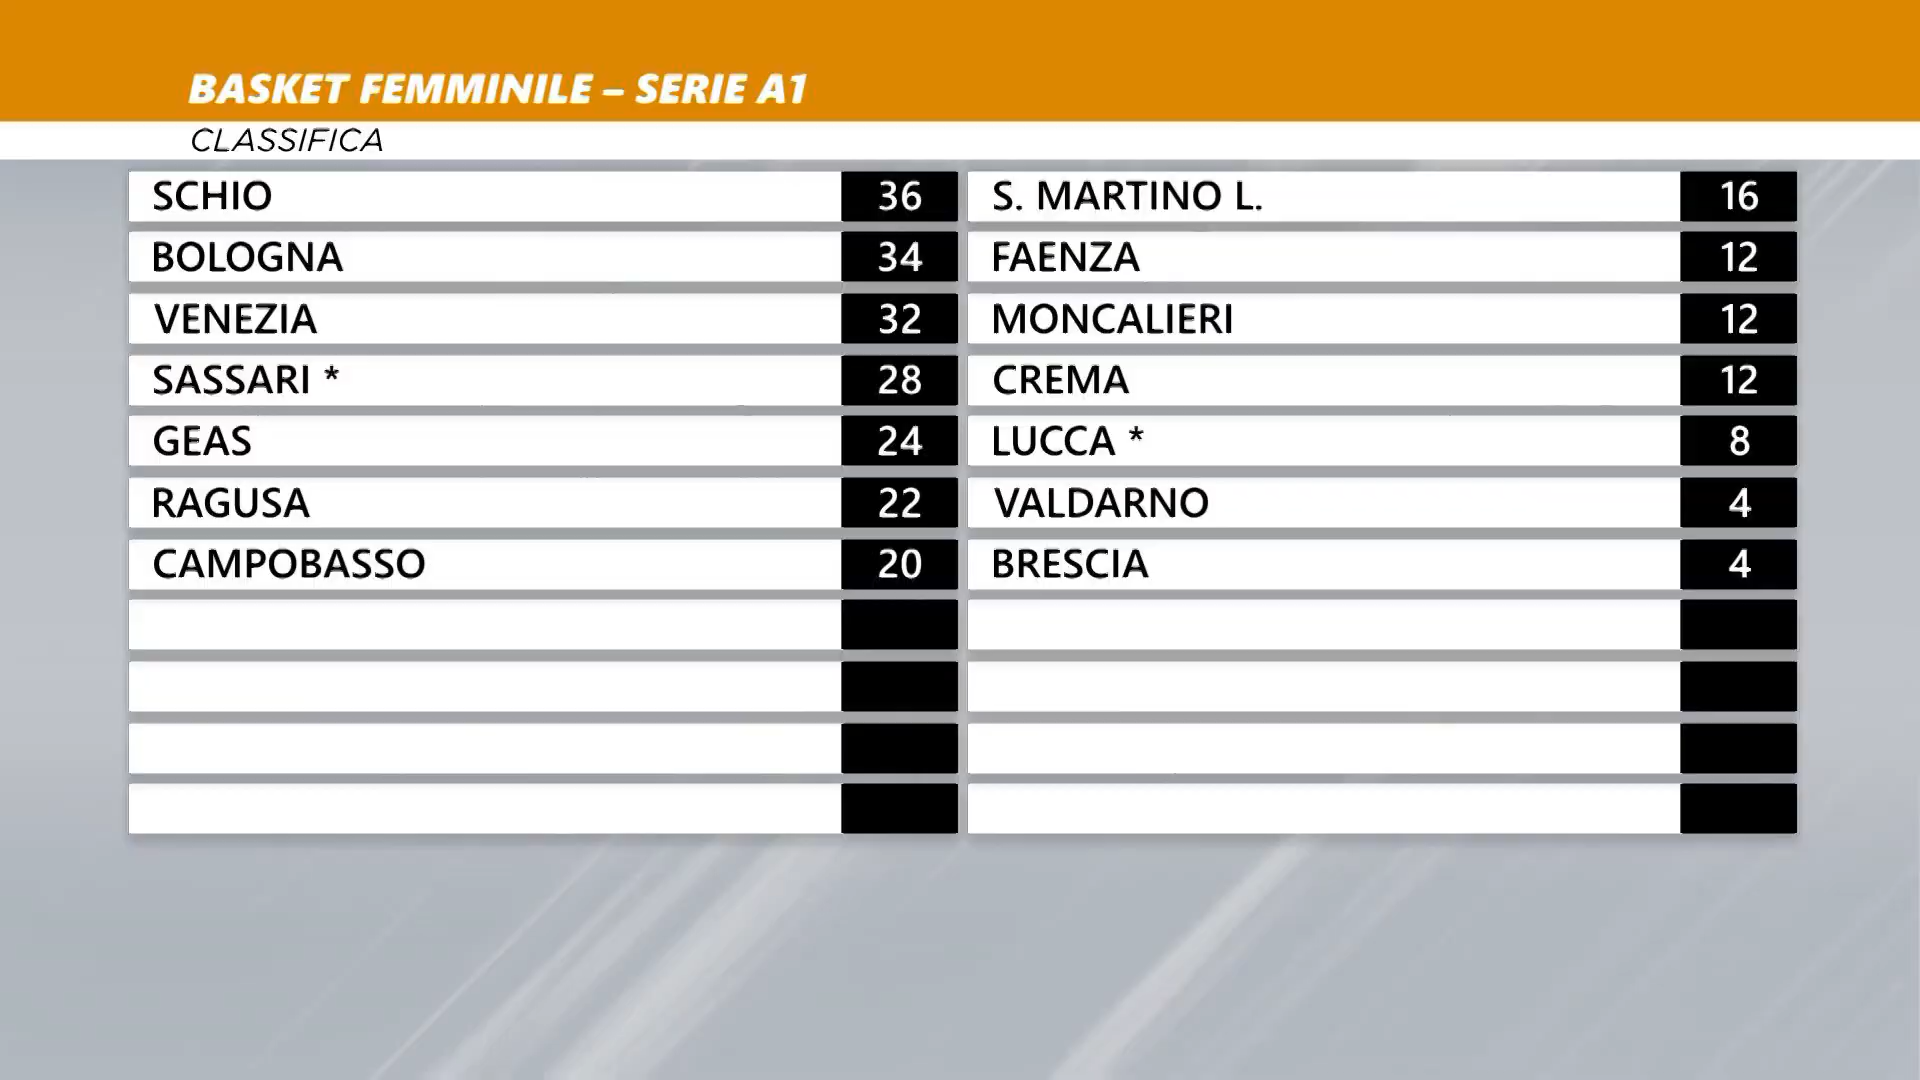 BASKET FEMMINILE – SERIE A1
CLASSIFICA
SCHIO 36
BOLOGNA 34
VENEZIA 32
SASSARI * 28
GEAS 24
RAGUSA 22
CAMPOBASSO 20
S. MARTINO L. 16
FAENZA 12
MONCALIERI 12
CREMA 12
LUCCA * 8
VALDARNO 4
BRESCIA 4